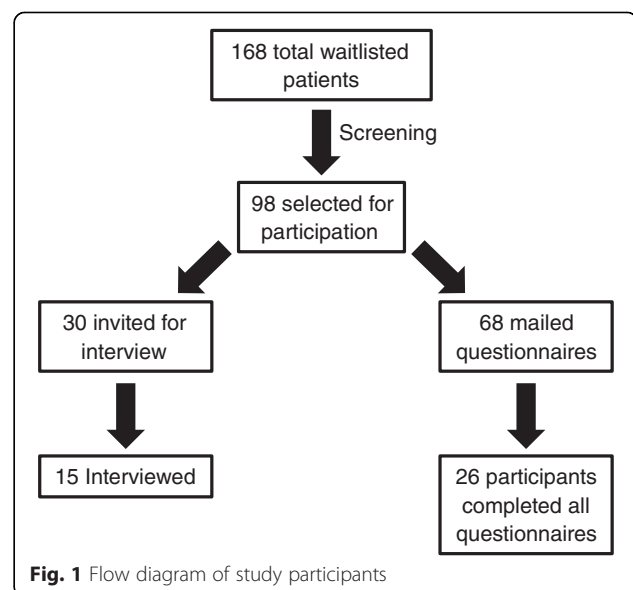 168 total waitlisted
patients
Screening
98 selected for
participation
30 invited for
interview
68 mailed
questionnaires
15 Interviewed
26 participants
completed all
questionnaires
Fig. 1 Flow diagram of study participants